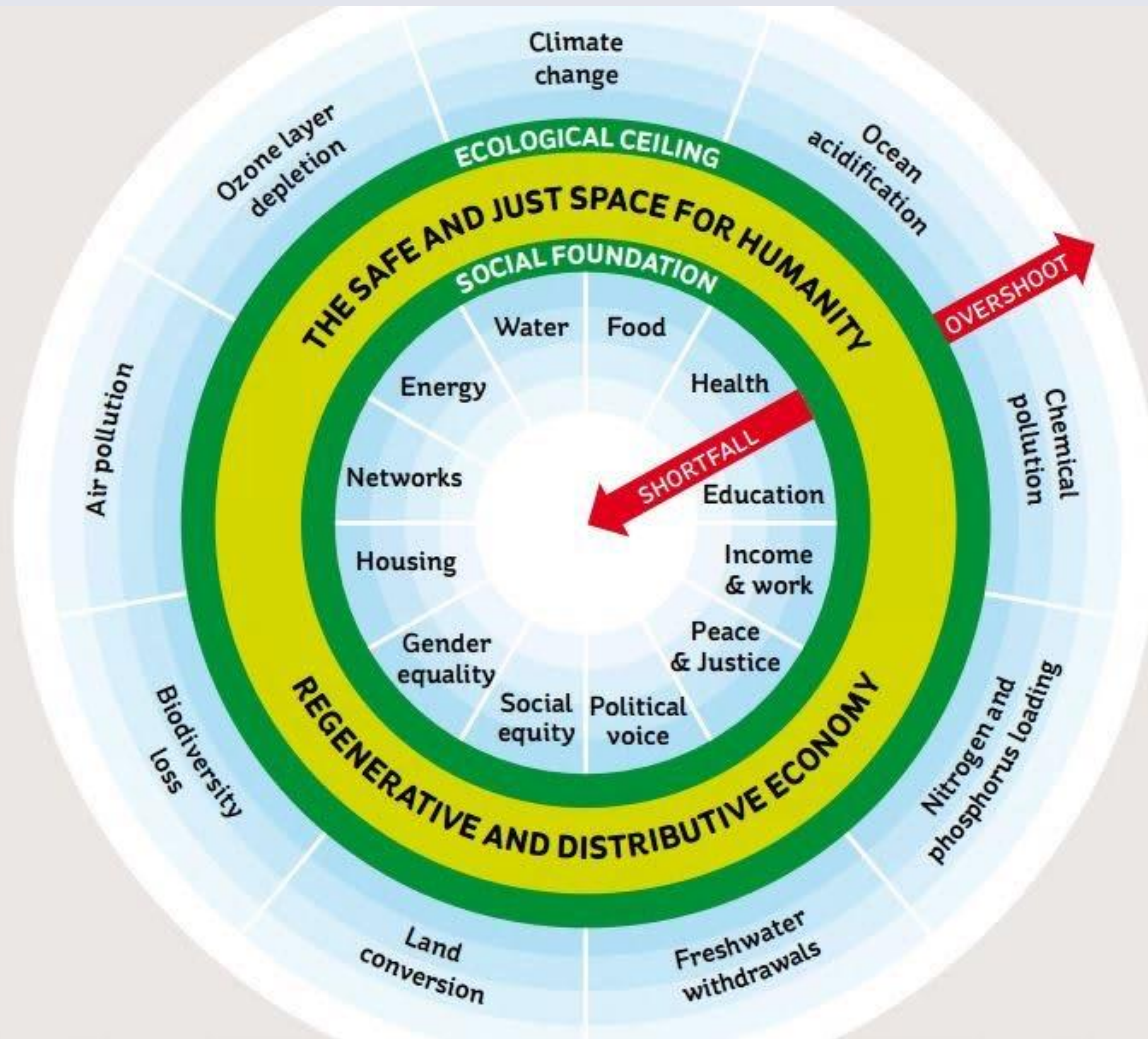 Climate
change
Ocean
acidification
OVERSHOOT
Chemical
pollution
Nitrogen and
phosphorus loading
Freshwater
withdrawals
Land
conversion
Biodiversity
loss
Air pollution
Ozone layer
depletion
ECOLOGICAL CEILING
THE SAFE AND JUST SPACE FOR HUMANITY
SOCIAL FOUNDATION
Water
Food
Health
SHORTFALL
Education
Income
& work
Peace
& Justice
Political
voice
Social
equity
Gender
equality
Housing
Networks
Energy
REGENERATIVE AND DISTRIBUTIVE ECONOMY